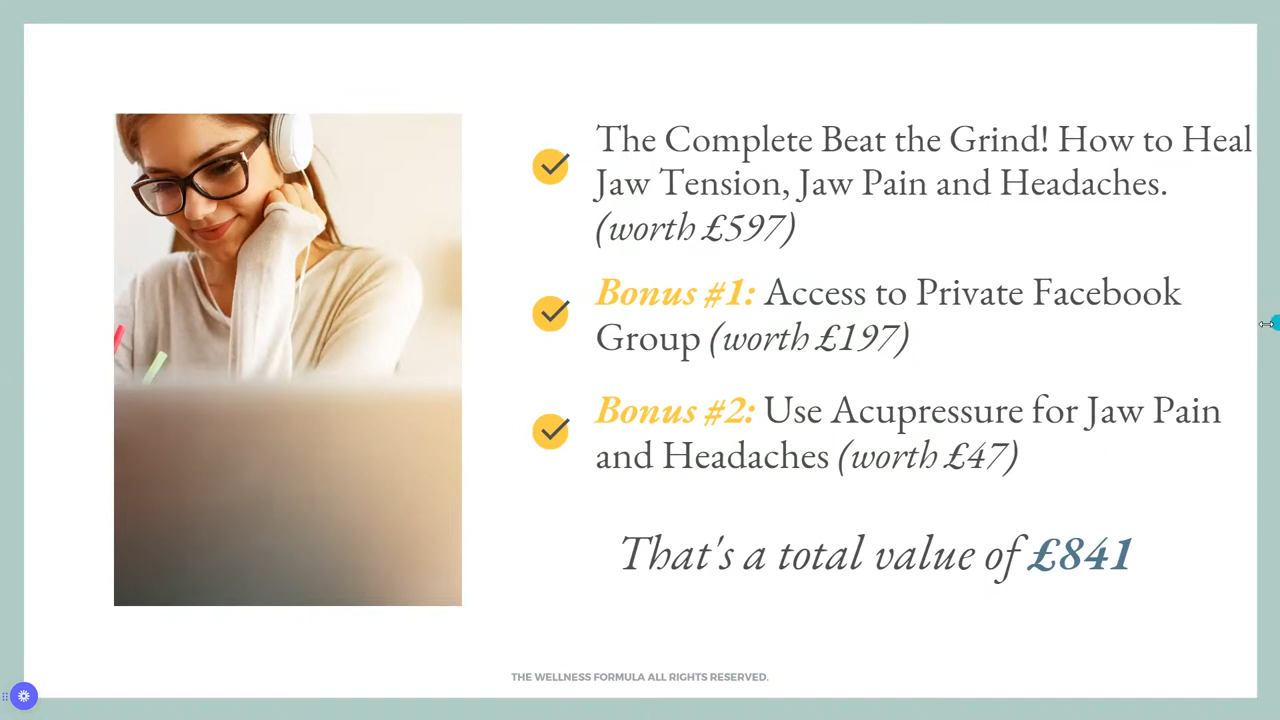 The Complete Beat the Grind! How to Heal
Jaw Tension, Jaw Pain and Headaches.
(worth £597)
Bonus #1: Access to Private Facebook
Group (worth £197)
Bonus #2: Use Acupressure for Jaw Pain
and Headaches (worth £47)
That's a total value of £841
THE WELLNESS FORMULA ALL RIGHTS RESERVED.